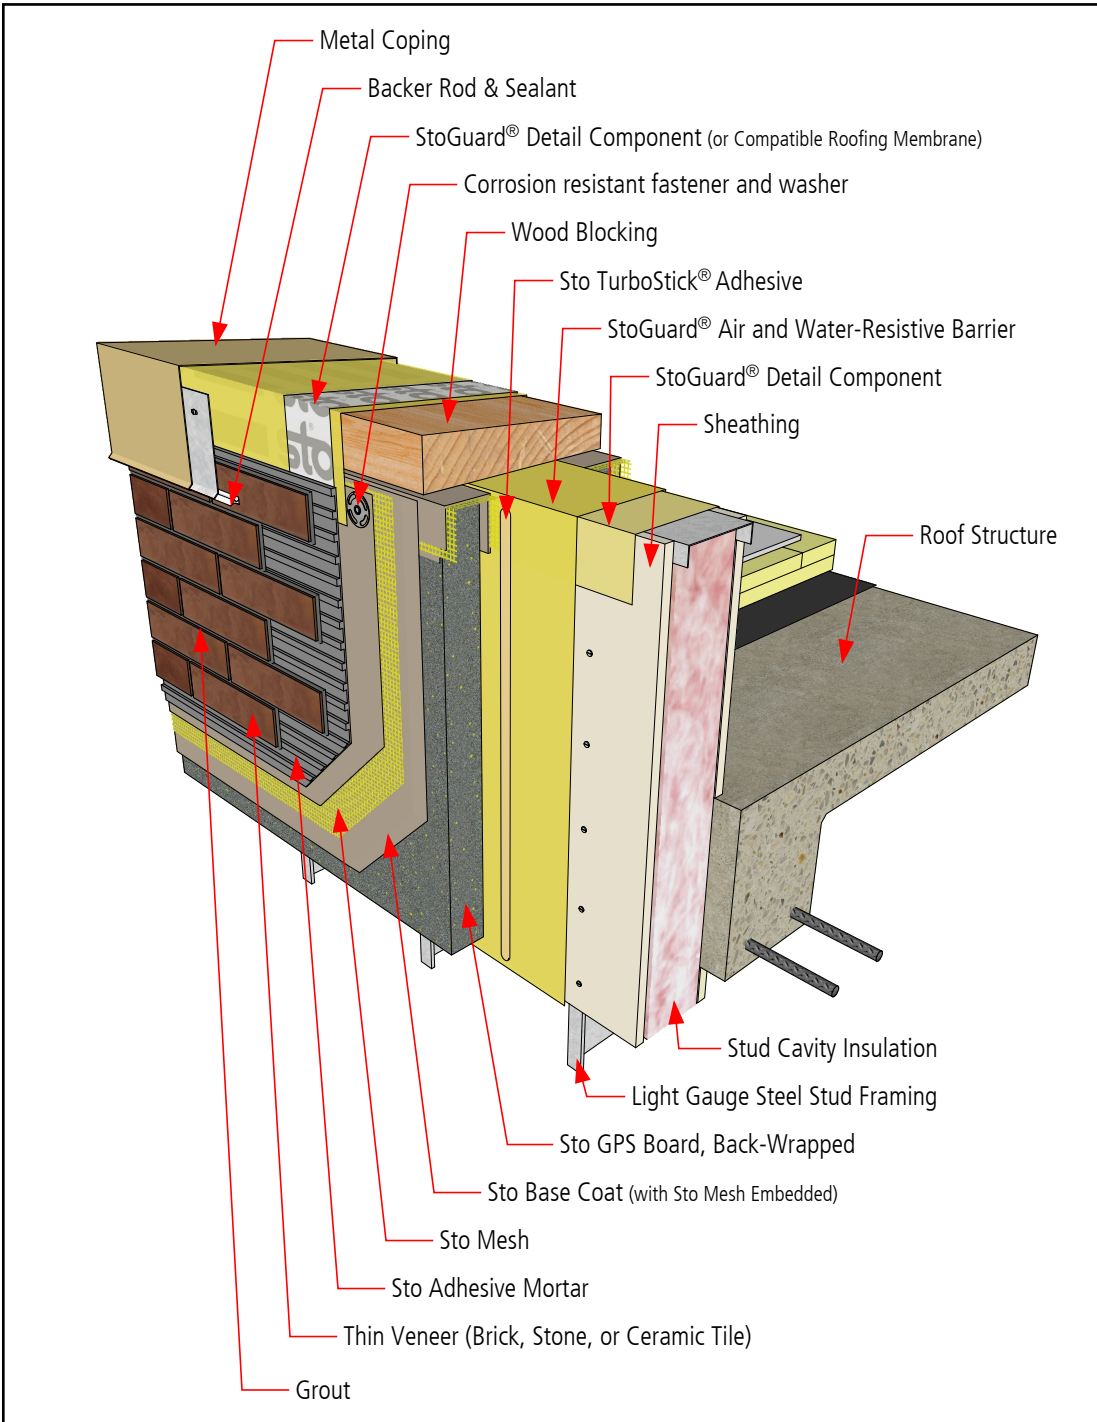 Metal Coping
Backer Rod & Sealant
StoGuard® Detail Component (or Compatible Roofing Membrane)
Corrosion resistant fastener and washer
Wood Blocking
Sto TurboStick® Adhesive
StoGuard® Air and Water-Resistive Barrier
StoGuard® Detail Component
Sheathing
sto
Roof Structure
Stud Cavity Insulation
Light Gauge Steel Stud Framing
Sto GPS Board, Back-Wrapped
Sto Base Coat (with Sto Mesh Embedded)
Sto Mesh
Sto Adhesive Mortar
Thin Veneer (Brick, Stone, or Ceramic Tile)
Grout